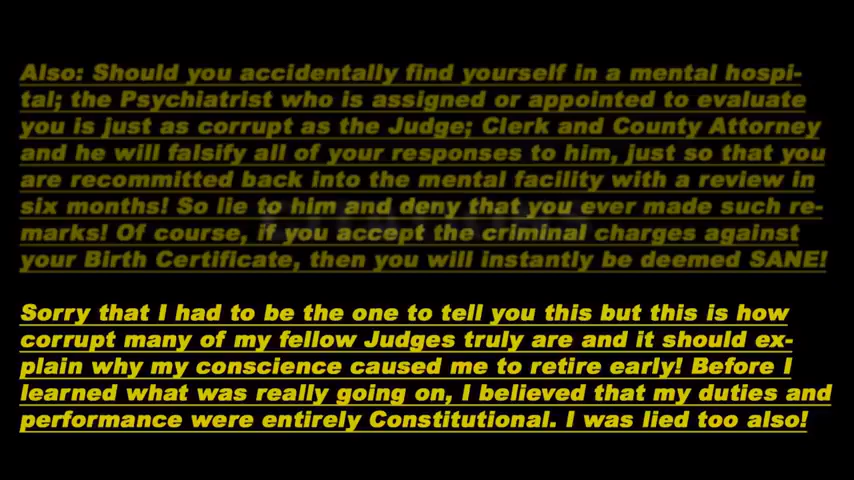 Also: Should you accidentally find yourself in a mental hospi-
tal; the Psychiatrist who is assigned or appointed to evaluate
you is just as corrupt as the Judge; Clerk and County Attorney
and he will falsify all of your responses to him, just so that you
are recommitted back into the mental facility with a review in
six months! So lie to him and deny that you ever made such re-
marks! Of course, if you accept the criminal charges against
your Birth Certificate, then you will instantly be deemed SANE!
Sorry that I had to be the one to tell you this but this is how
corrupt many of my fellow Judges truly are and it should ex-
plain why my conscience caused me to retire early! Before I
learned what was really going on, I believed that my duties and
performance were entirely Constitutional. I was lied too also!